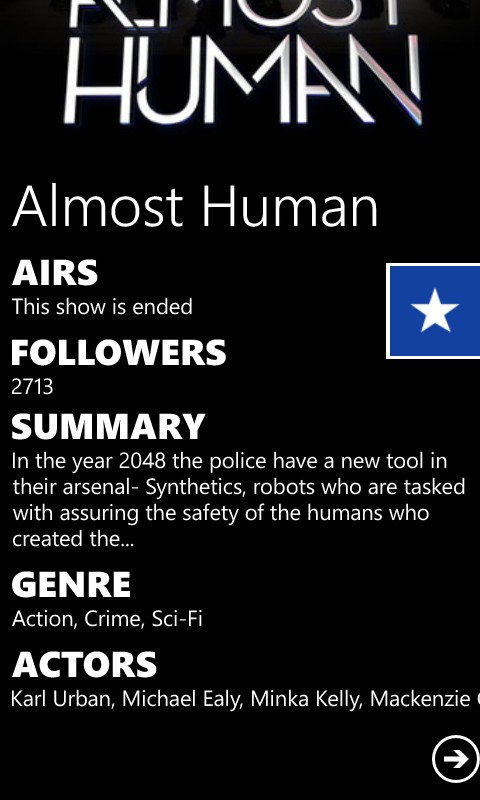 ALMOST
HUMAN
Almost Human
AIRS
This show is ended
FOLLOWERS
2713
SUMMARY
In the year 2048 the police have a new tool in
their arsenal- Synthetics, robots who are tasked
with assuring the safety of the humans who
created the...
GENRE
Action, Crime, Sci-Fi
ACTORS
Karl Urban, Michael Ealy, Minka Kelly, Mackenzie